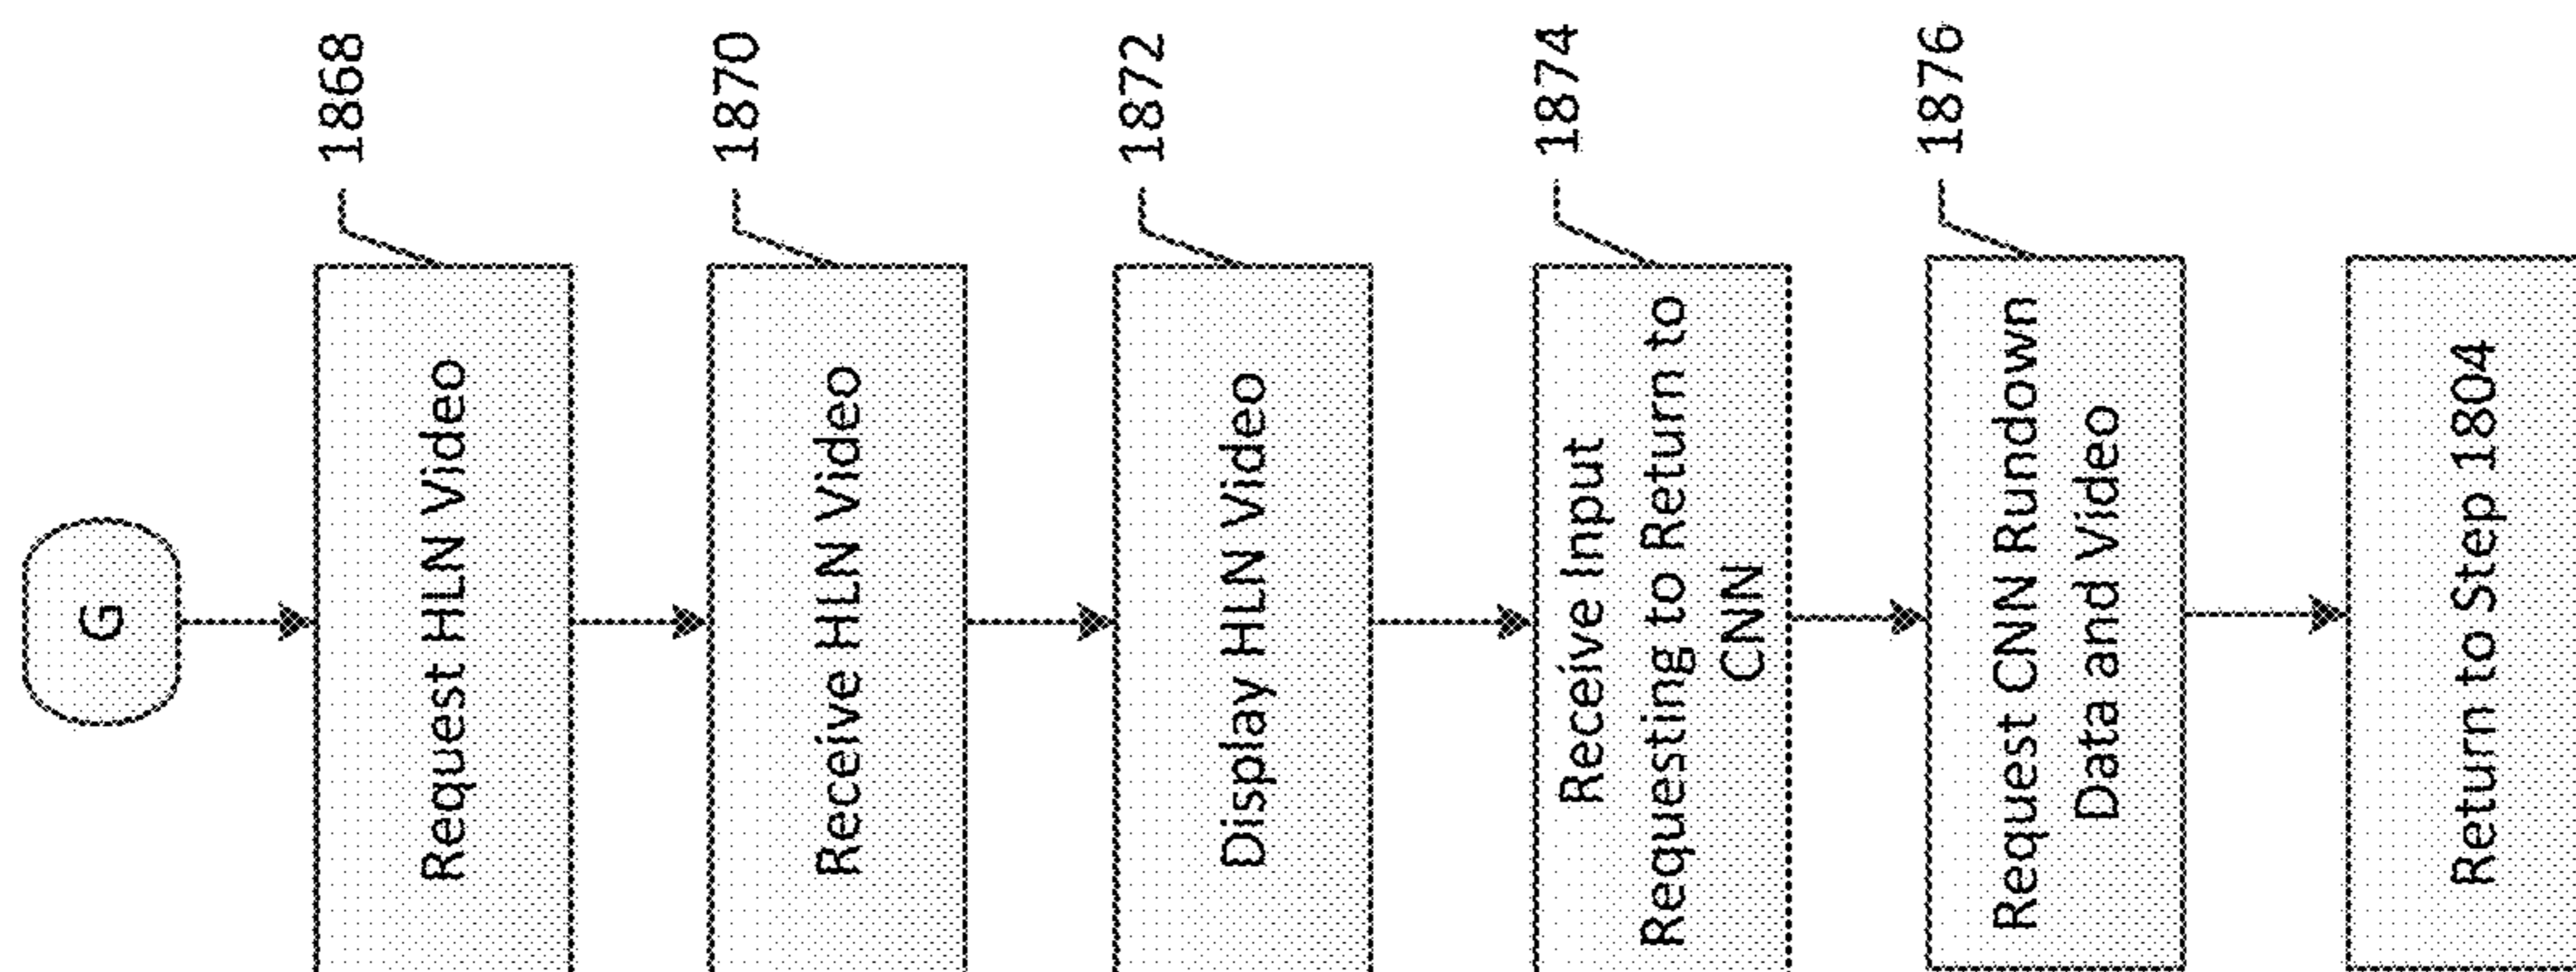 G
Request HLN Video
1868
Receive HLN Video
1870
Display HLN Video
1872
Receive Input
Requesting to Return to
CNN
1874
Request CNN Rundown
Data and Video
1876
Return to Step 1804